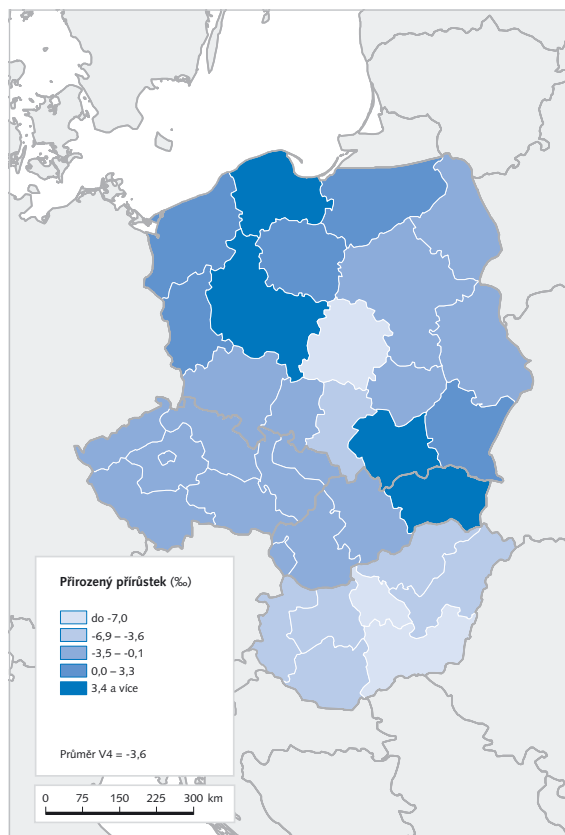 Přirozený přírůstek (‰)
do -7,0
-6,9 – -3,6
-3,5 – -0,1
0,0 – 3,3
3,4 a více
Průměr V4 = -3,6
0 75 150 225 300 km